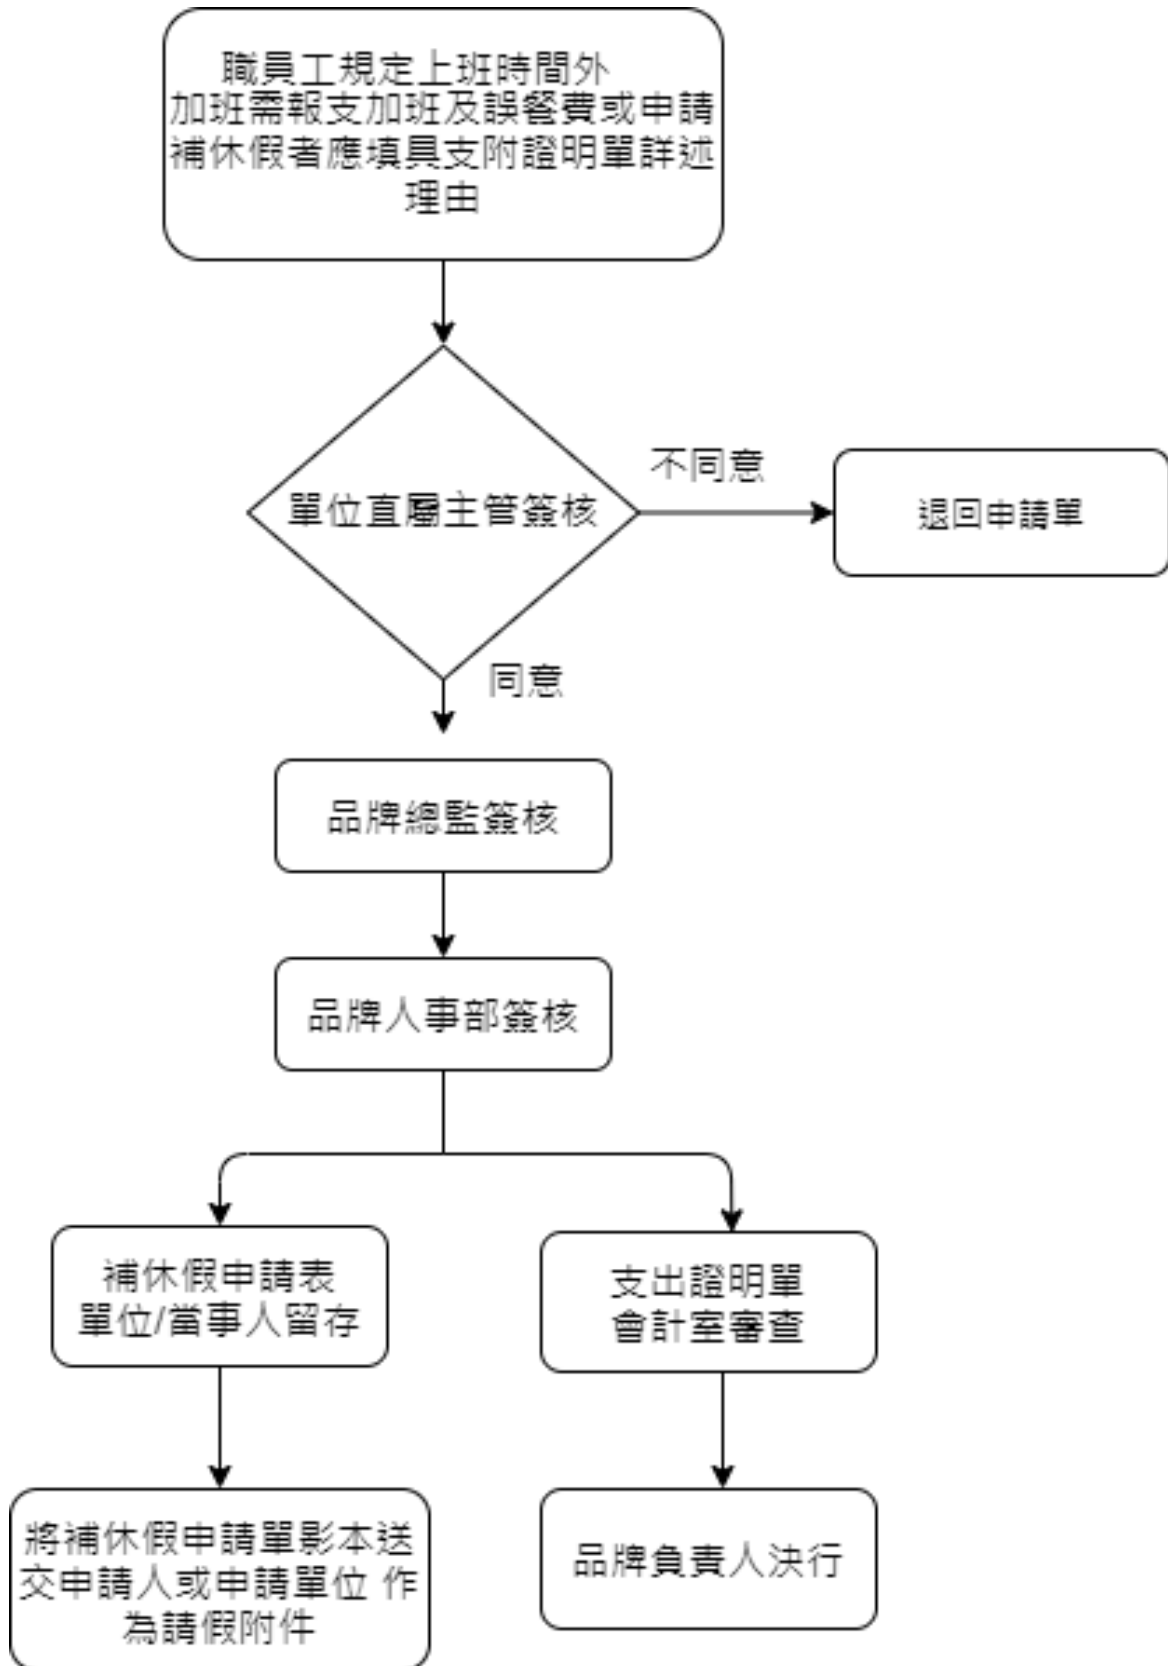 職員工規定上班時間外
加班需報支加班及誤餐費或申請
補休假者應填具支附證明單詳述
理由
單位直屬主管簽核
不同意
退回申請單
同意
品牌總監簽核
品牌人事部簽核
補休假申請表
單位/當事人留存
支出證明單
會計室審查
將補休假申請單影本送
交申請人或申請單位 作
為請假附件
品牌負責人決行